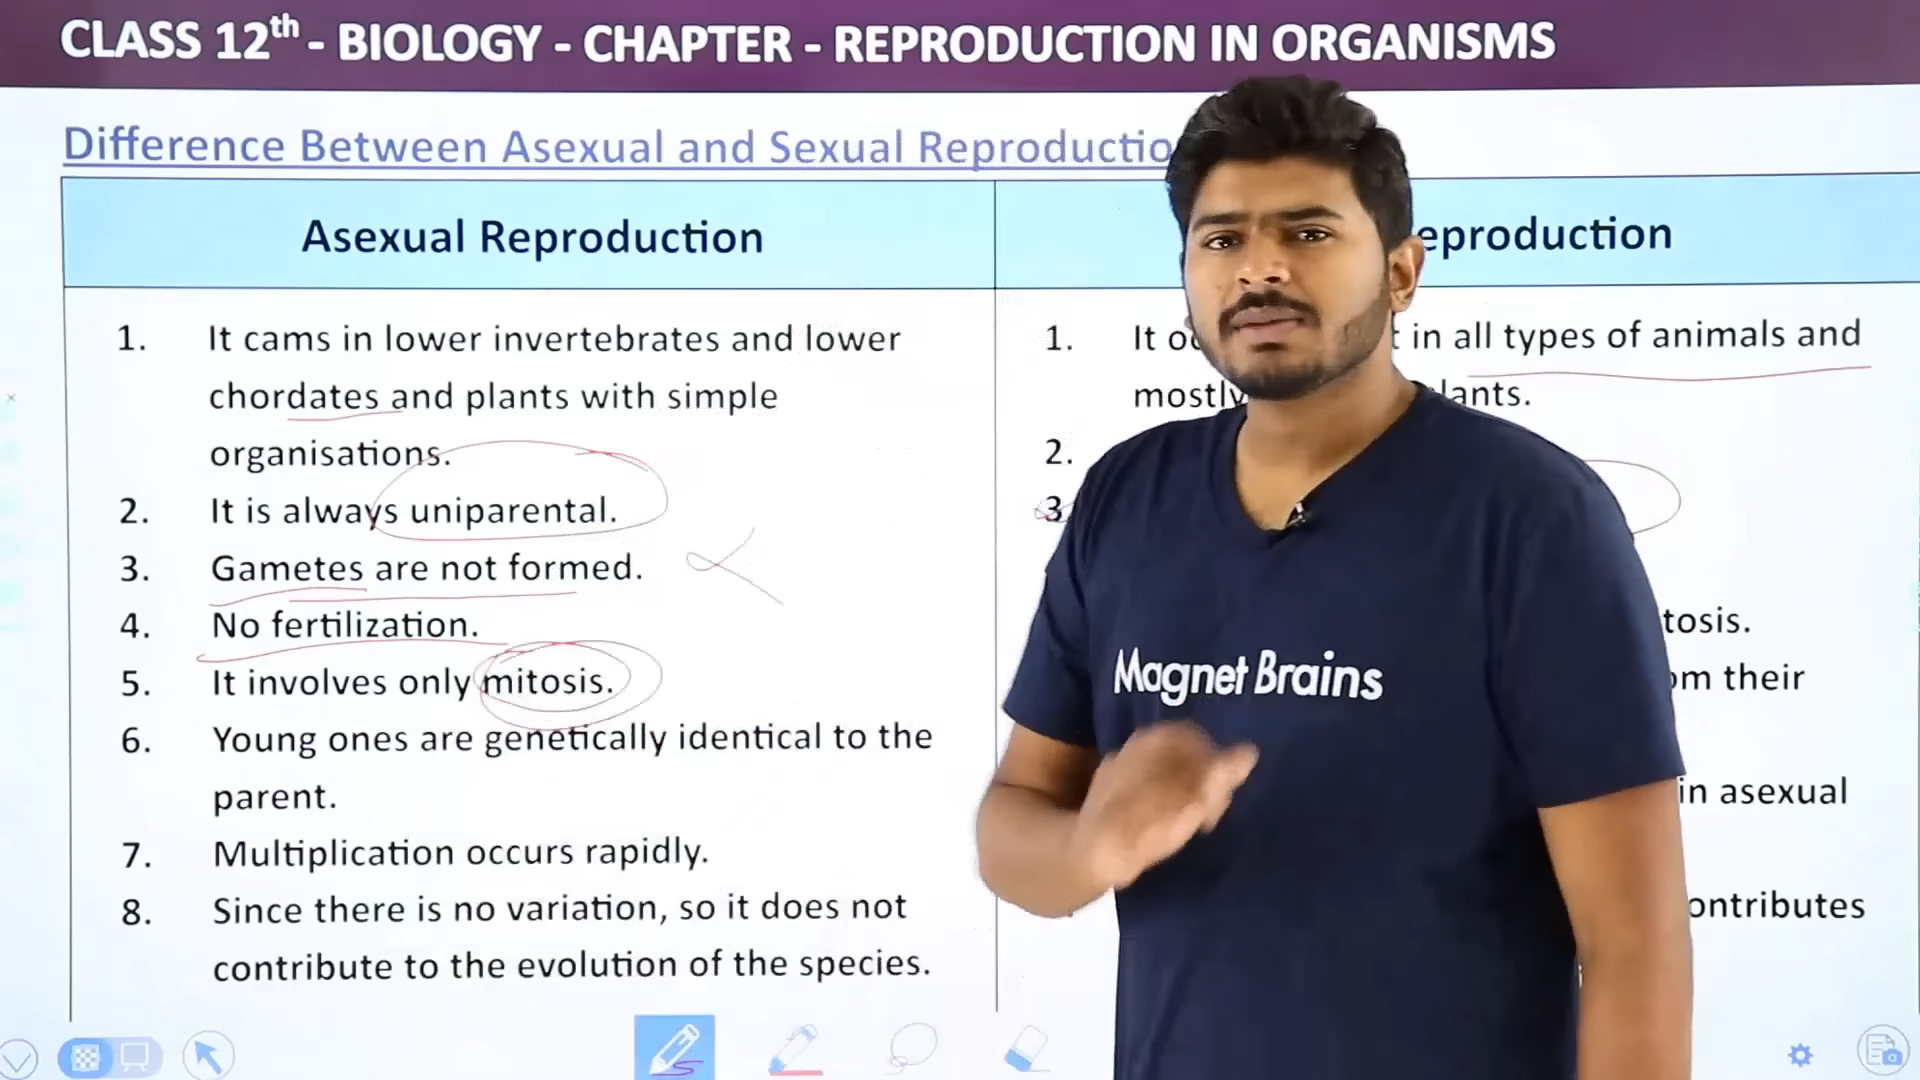 CLASS 12th - BIOLOGY - CHAPTER - REPRODUCTION IN ORGANISMS
Difference Between Asexual and Sexual Reproductio
Asexual Reproduction
eproduction
1. It cams in lower invertebrates and lower
chordates and plants with simple
organisations.
2. It is always uniparental.
3. Gametes are not formed.
4. No fertilization.
5. It involves only mitosis.
6. Young ones are genetically identical to the
parent.
7. Multiplication occurs rapidly.
8. Since there is no variation, so it does not
contribute to the evolution of the species.
1. It in all types of animals and
mostly lants.
2.
3
tosis.
om their
in asexual
ontributes
Magnet Brains